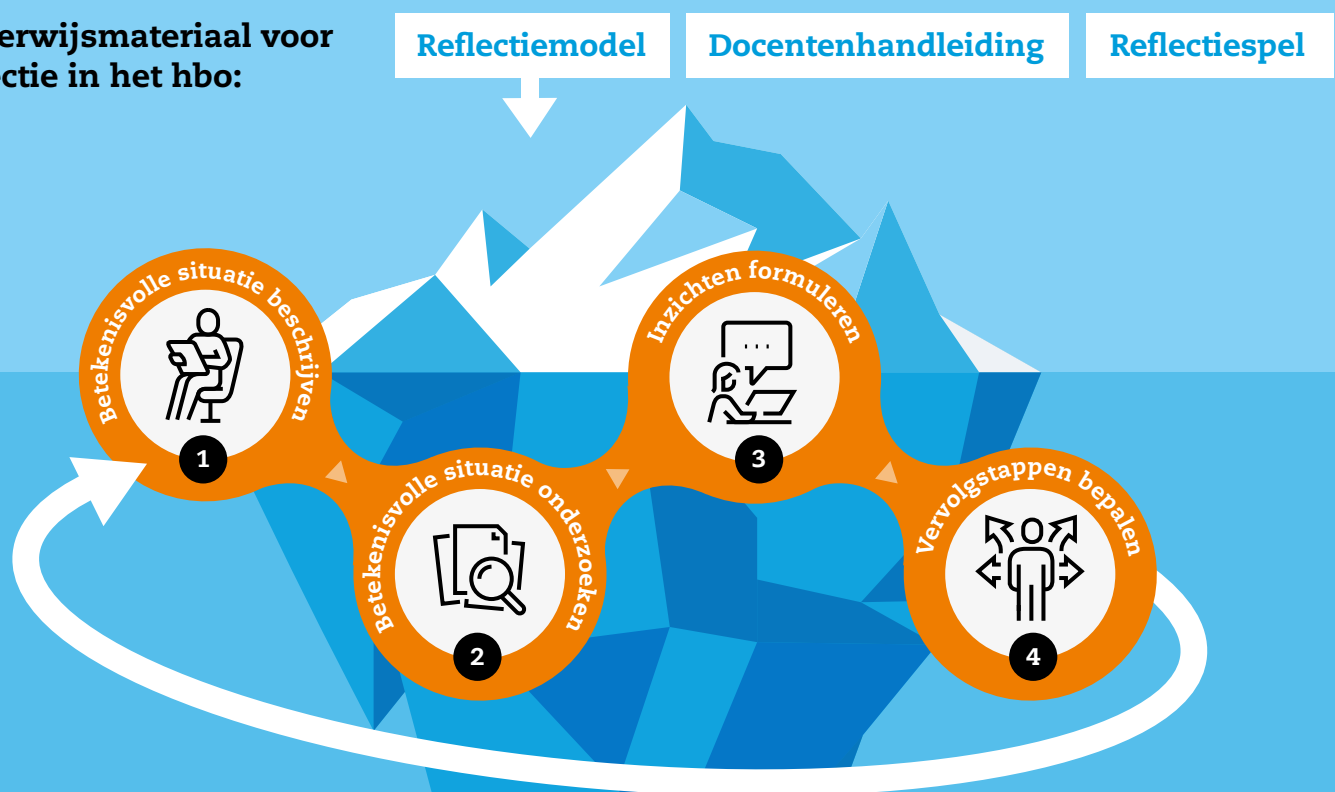 erwijsmateriaal voor
ctie in het hbo:
Reflectiemodel
Docentenhandleiding
Reflectiespel
Betekenisvolle situatie beschrijven
1
Betekenisvolle situatie onderzoeken
2
Inzichten formuleren
3
Vervolgstappen bepalen
4